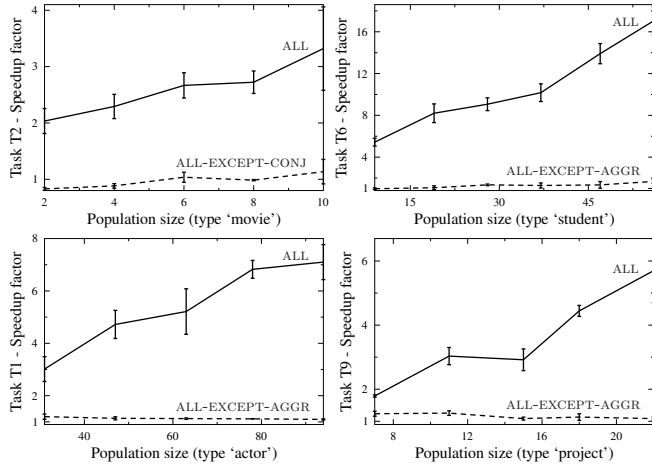 4
3
2
1
Task T2 - Speedup factor
ALL
ALL-EXCEPT-CONJ
2 4 6 8 10
Population size (type ‘movie’)
16
12
8
4
1
Task T6 - Speedup factor
ALL
ALL-EXCEPT-AGGR
15 31 47
Population size (type ‘student’)
8
7
6
4
2
1
Task T1 - Speedup factor
ALL
ALL-EXCEPT-AGGR
40 60 80
Population size (type ‘actor’)
6
4
2
1
Task T9 - Speedup factor
ALL
ALL-EXCEPT-AGGR
8 12 16 20
Population size (type ‘project’)